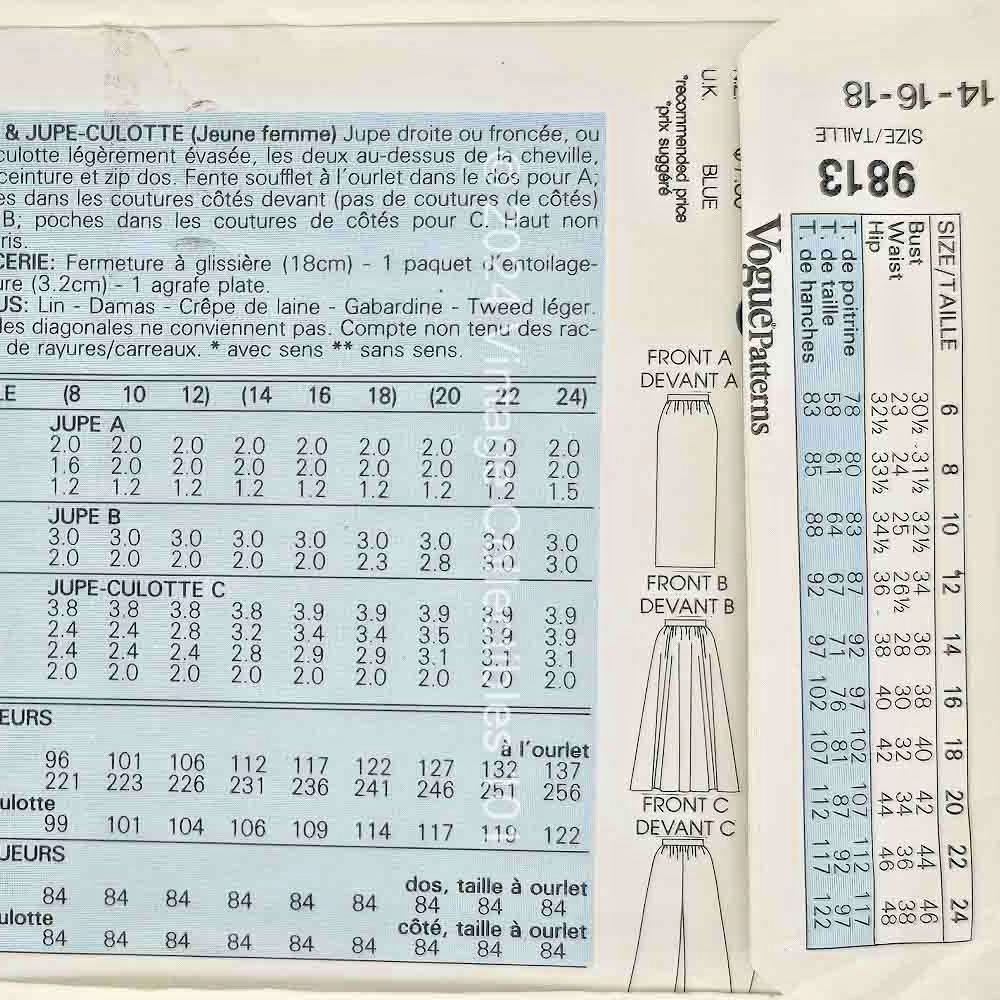 & JUPE-CULOTTE (Jeune femme) Jupe droite ou froncée, ou
culotte légèrement évasée, les deux au-dessus de la cheville,
ceinture et zip dos. Fente soufflet à l'ourlet dans le dos pour A;
es dans les coutures côtés devant (pas de coutures de côtés)
B; poches dans les coutures de côtés pour C. Haut non
ris.
CERIE: Fermeture à glissière (18cm) - 1 paquet d'entoilage-
ure (3.2cm) - 1 agrafe plate.
US: Lin - Damas - Crêpe de laine - Gabardine - Tweed léger.
les diagonales ne conviennent pas. Compte non tenu des rac-
de rayures/carreaux. * avec sens ** sans sens.
LE (8 10 12) (14 16 18) (20 22 24)
JUPE A
2.0 2.0 2.0 2.0 2.0 2.0 2.0 2.0 2.0
1.6 2.0 2.0 2.0 2.0 2.0 2.0 2.0 2.0
1.2 1.2 1.2 1.2 1.2 1.2 1.2 1.2 1.5
JUPE B
3.0 3.0 3.0 3.0 3.0 3.0 3.0 3.0 3.0
2.0 2.0 2.0 2.0 2.0 2.3 2.8 3.0 3.0
JUPE-CULOTTE C
3.8 3.8 3.8 3.8 3.9 3.9 3.9 3.9 3.9
2.4 2.4 2.8 3.2 3.4 3.4 3.5 3.9 3.9
2.4 2.4 2.4 2.8 2.9 2.9 3.1 3.1 3.1
2.0 2.0 2.0 2.0 2.0 2.0 2.0 2.0 2.0
EURS
à l'ourlet
96 101 106 112 117 122 127 132 137
221 223 226 231 236 241 246 251 256
ulotte
99 101 104 106 109 114 117 119 122
UEURS
dos, taille à ourlet
84 84 84 84 84 84 84 84 84
ulotte
côté, taille à ourlet
84 84 84 84 84 84 84 84 84
U.K. BLUE
*recommended price
*prix suggéré
FRONT A
DEVANT A
FRONT B
DEVANT B
FRONT C
DEVANT C
14-16-18
SIZE/TAILLE
9813
Vogue Patterns
SIZE/TAILLE 6 8 10 12 14 16 18 20 22 24
Bust 30½ 31½ 32½ 34 36 38 40 42 44 46
Waist 23 24 25 26½ 28 30 32 34 36 38
Hip 32½ 33½ 34½ 36 38 40 42 44 46 48
T. de poitrine 78 80 83 87 92 97 102 107 112 117
T. de taille 58 61 64 67 71 76 81 87 92 97
T. de hanches 83 85 88 92 97 102 107 112 117 122